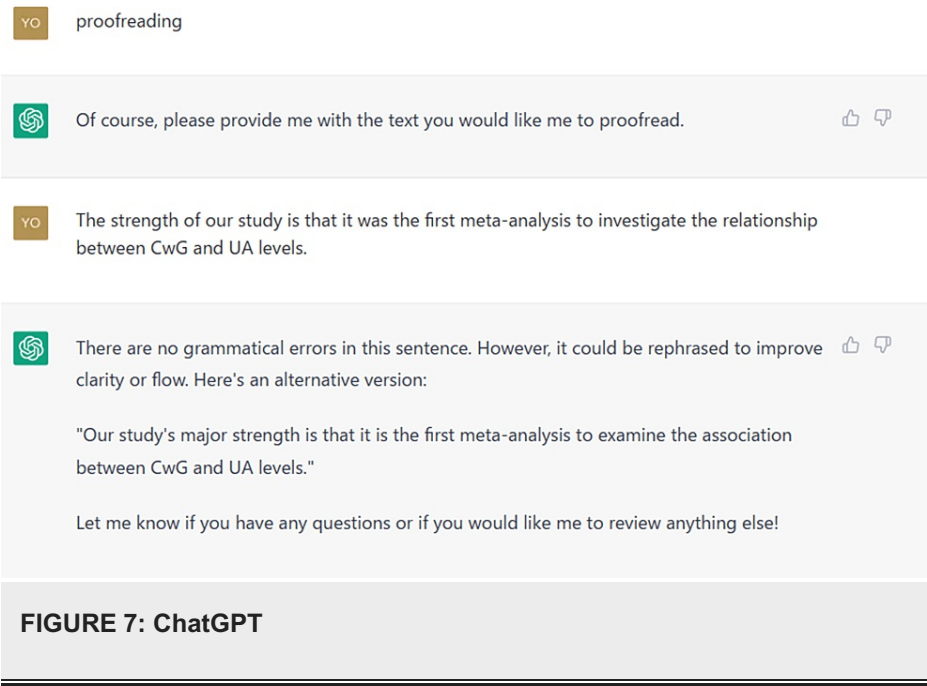 YO proofreading
Of course, please provide me with the text you would like me to proofread.
YO The strength of our study is that it was the first meta-analysis to investigate the relationship
between CwG and UA levels.
There are no grammatical errors in this sentence. However, it could be rephrased to improve
clarity or flow. Here's an alternative version:
"Our study's major strength is that it is the first meta-analysis to examine the association
between CwG and UA levels."
Let me know if you have any questions or if you would like me to review anything else!
FIGURE 7: ChatGPT